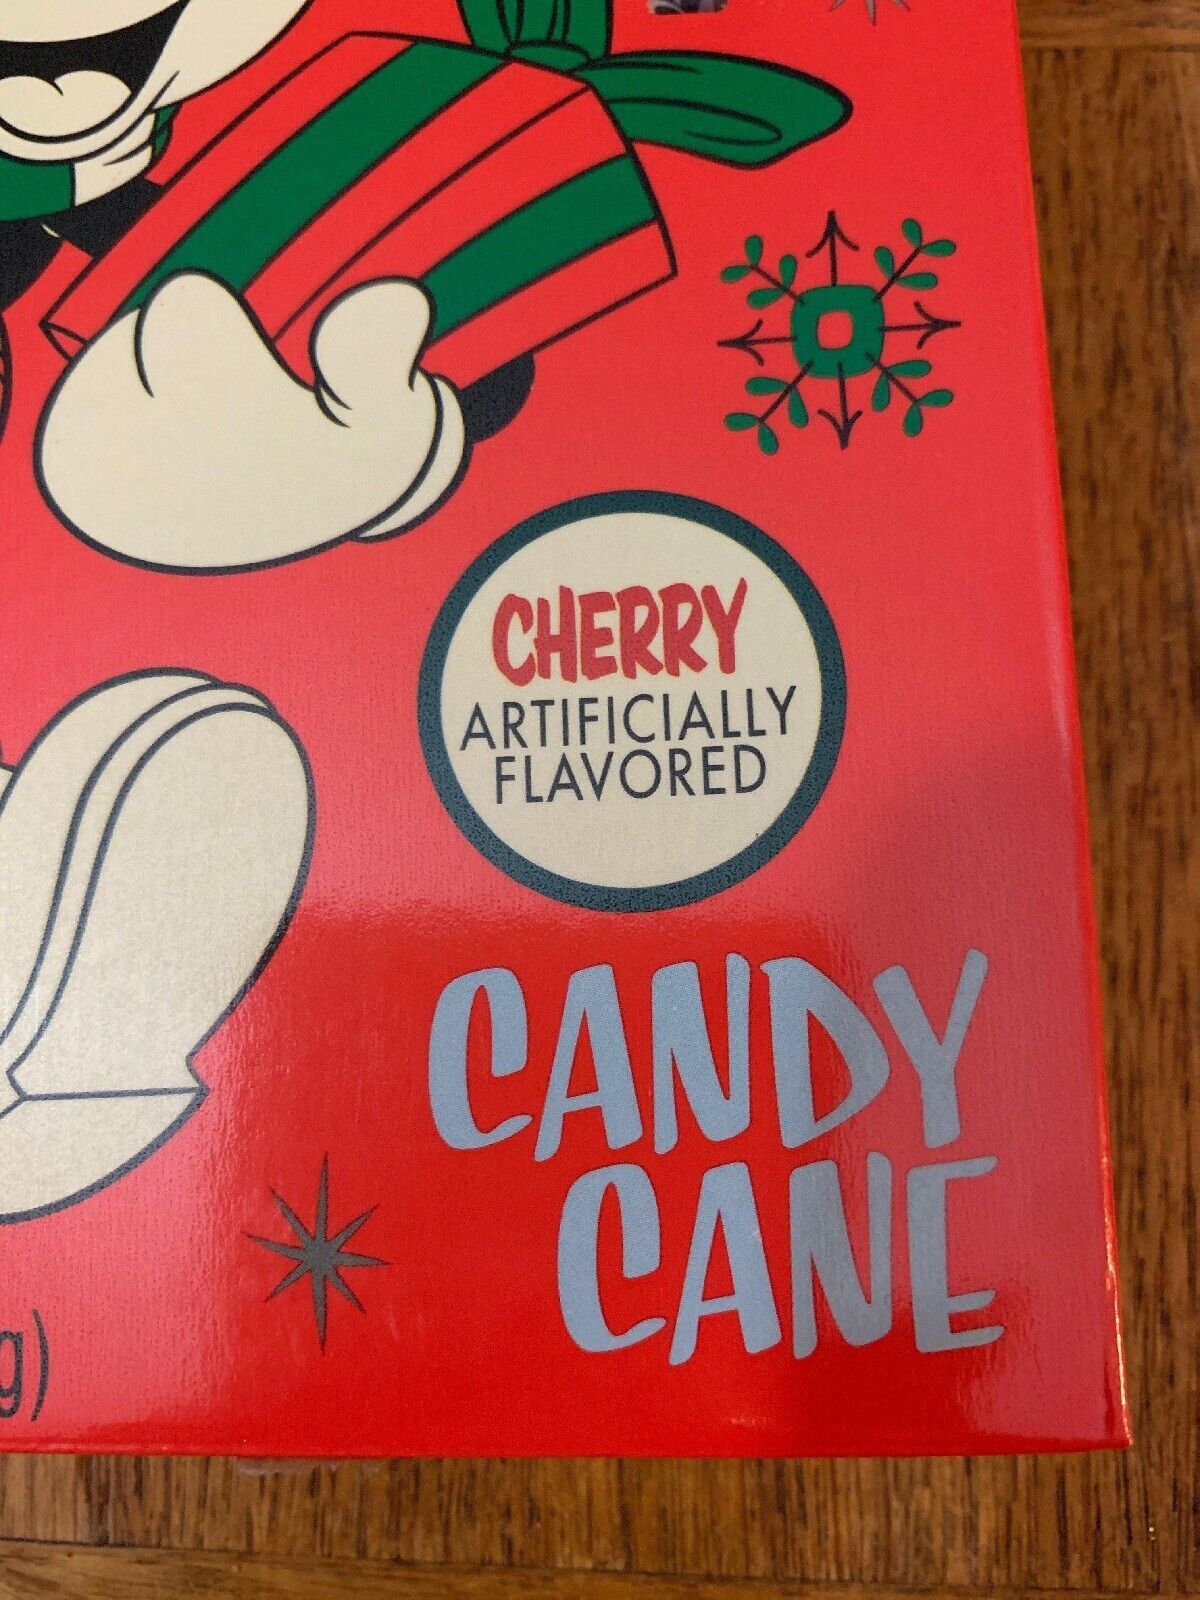 CHERRY
ARTIFICIALLY
FLAVORED
CANDY
CANE
g)